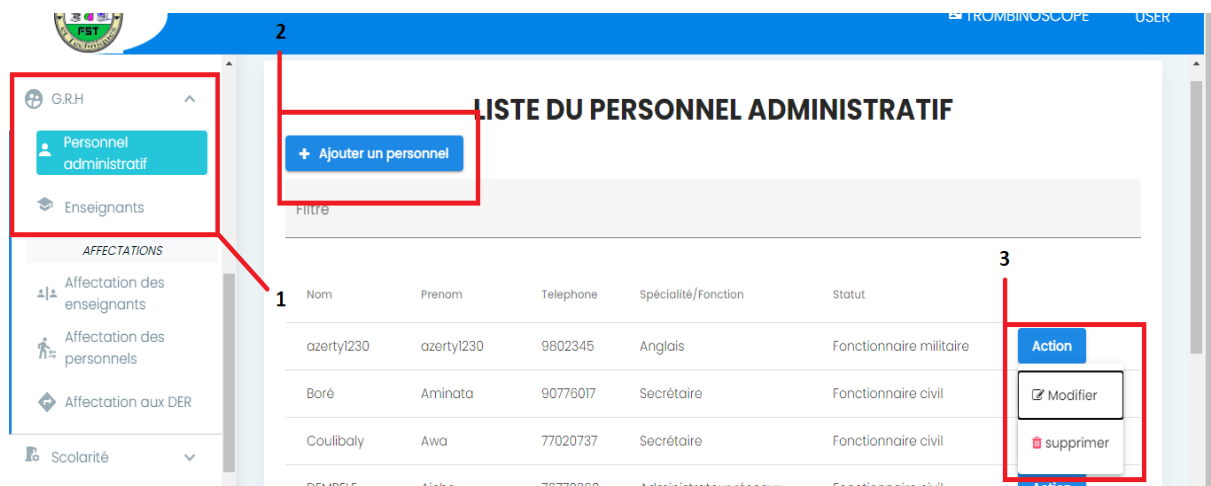 FST
et Techniques
TROMBINOSCOPE USER
2
G.R.H
Personnel
administratif
Enseignants
AFFECTATIONS
Affectation des
enseignants
Affectation des
personnels
Affectation aux DER
Scolarité
1
LISTE DU PERSONNEL ADMINISTRATIF
+ Ajouter un personnel
Filtre
3
Nom Prenom Telephone Spécialité/Fonction Statut
azerty1230 azerty1230 9802345 Anglais Fonctionnaire militaire Action
Boré Aminata 90776017 Secrétaire Fonctionnaire civil
Modifier
Coulibaly Awa 77020737 Secrétaire Fonctionnaire civil
supprimer